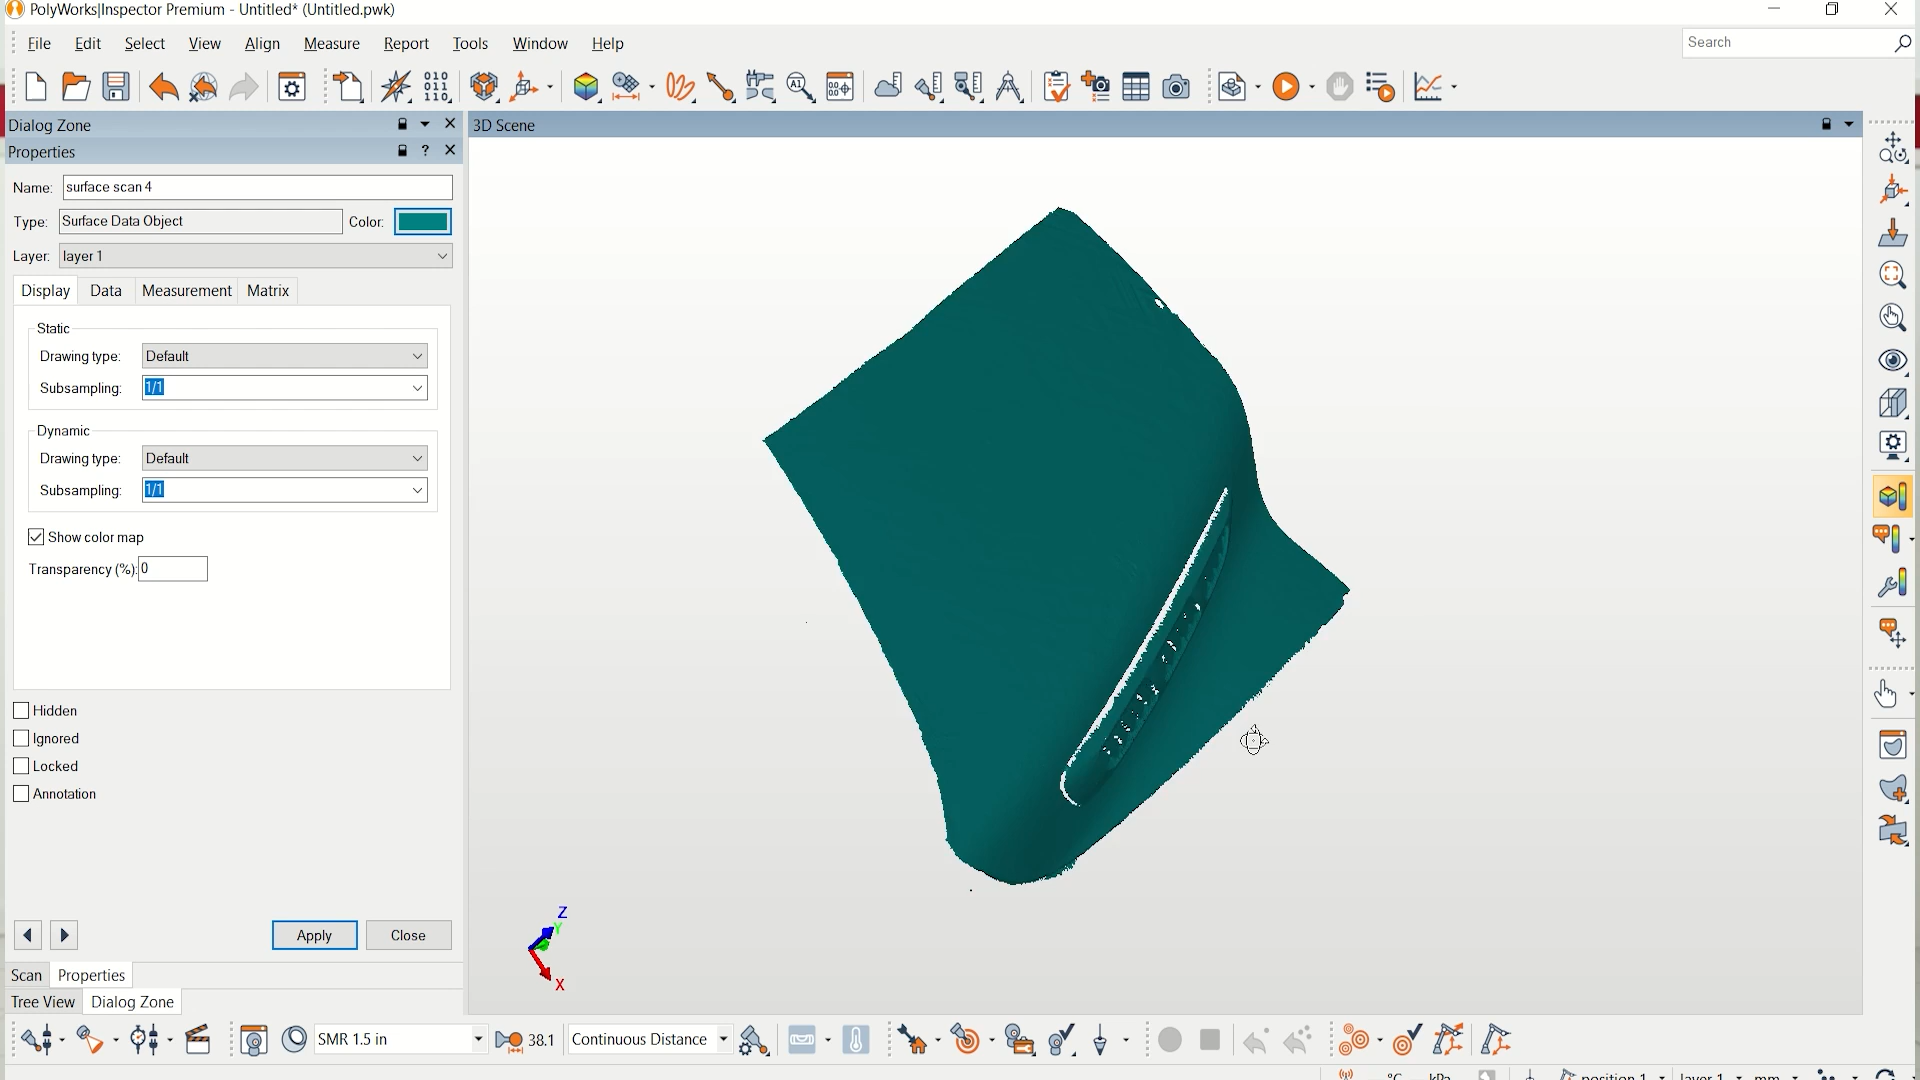 PolyWorks|Inspector Premium - Untitled* (Untitled.pwk)
File Edit Select View Align Measure Report Tools Window Help
Search
Dialog Zone
3D Scene
Properties
Name: surface scan 4
Type: Surface Data Object Color:
Layer: layer 1
Display Data Measurement Matrix
Static
Drawing type: Default
Subsampling: 1/1
Dynamic
Drawing type: Default
Subsampling: 1/1
Show color map
Transparency (%): 0
Hidden
Ignored
Locked
Annotation
Apply Close
Z
Y
X
Scan Properties
Tree View Dialog Zone
SMR 1.5 in 38.1 Continuous Distance
°C kPa position 1 layer 1 mm